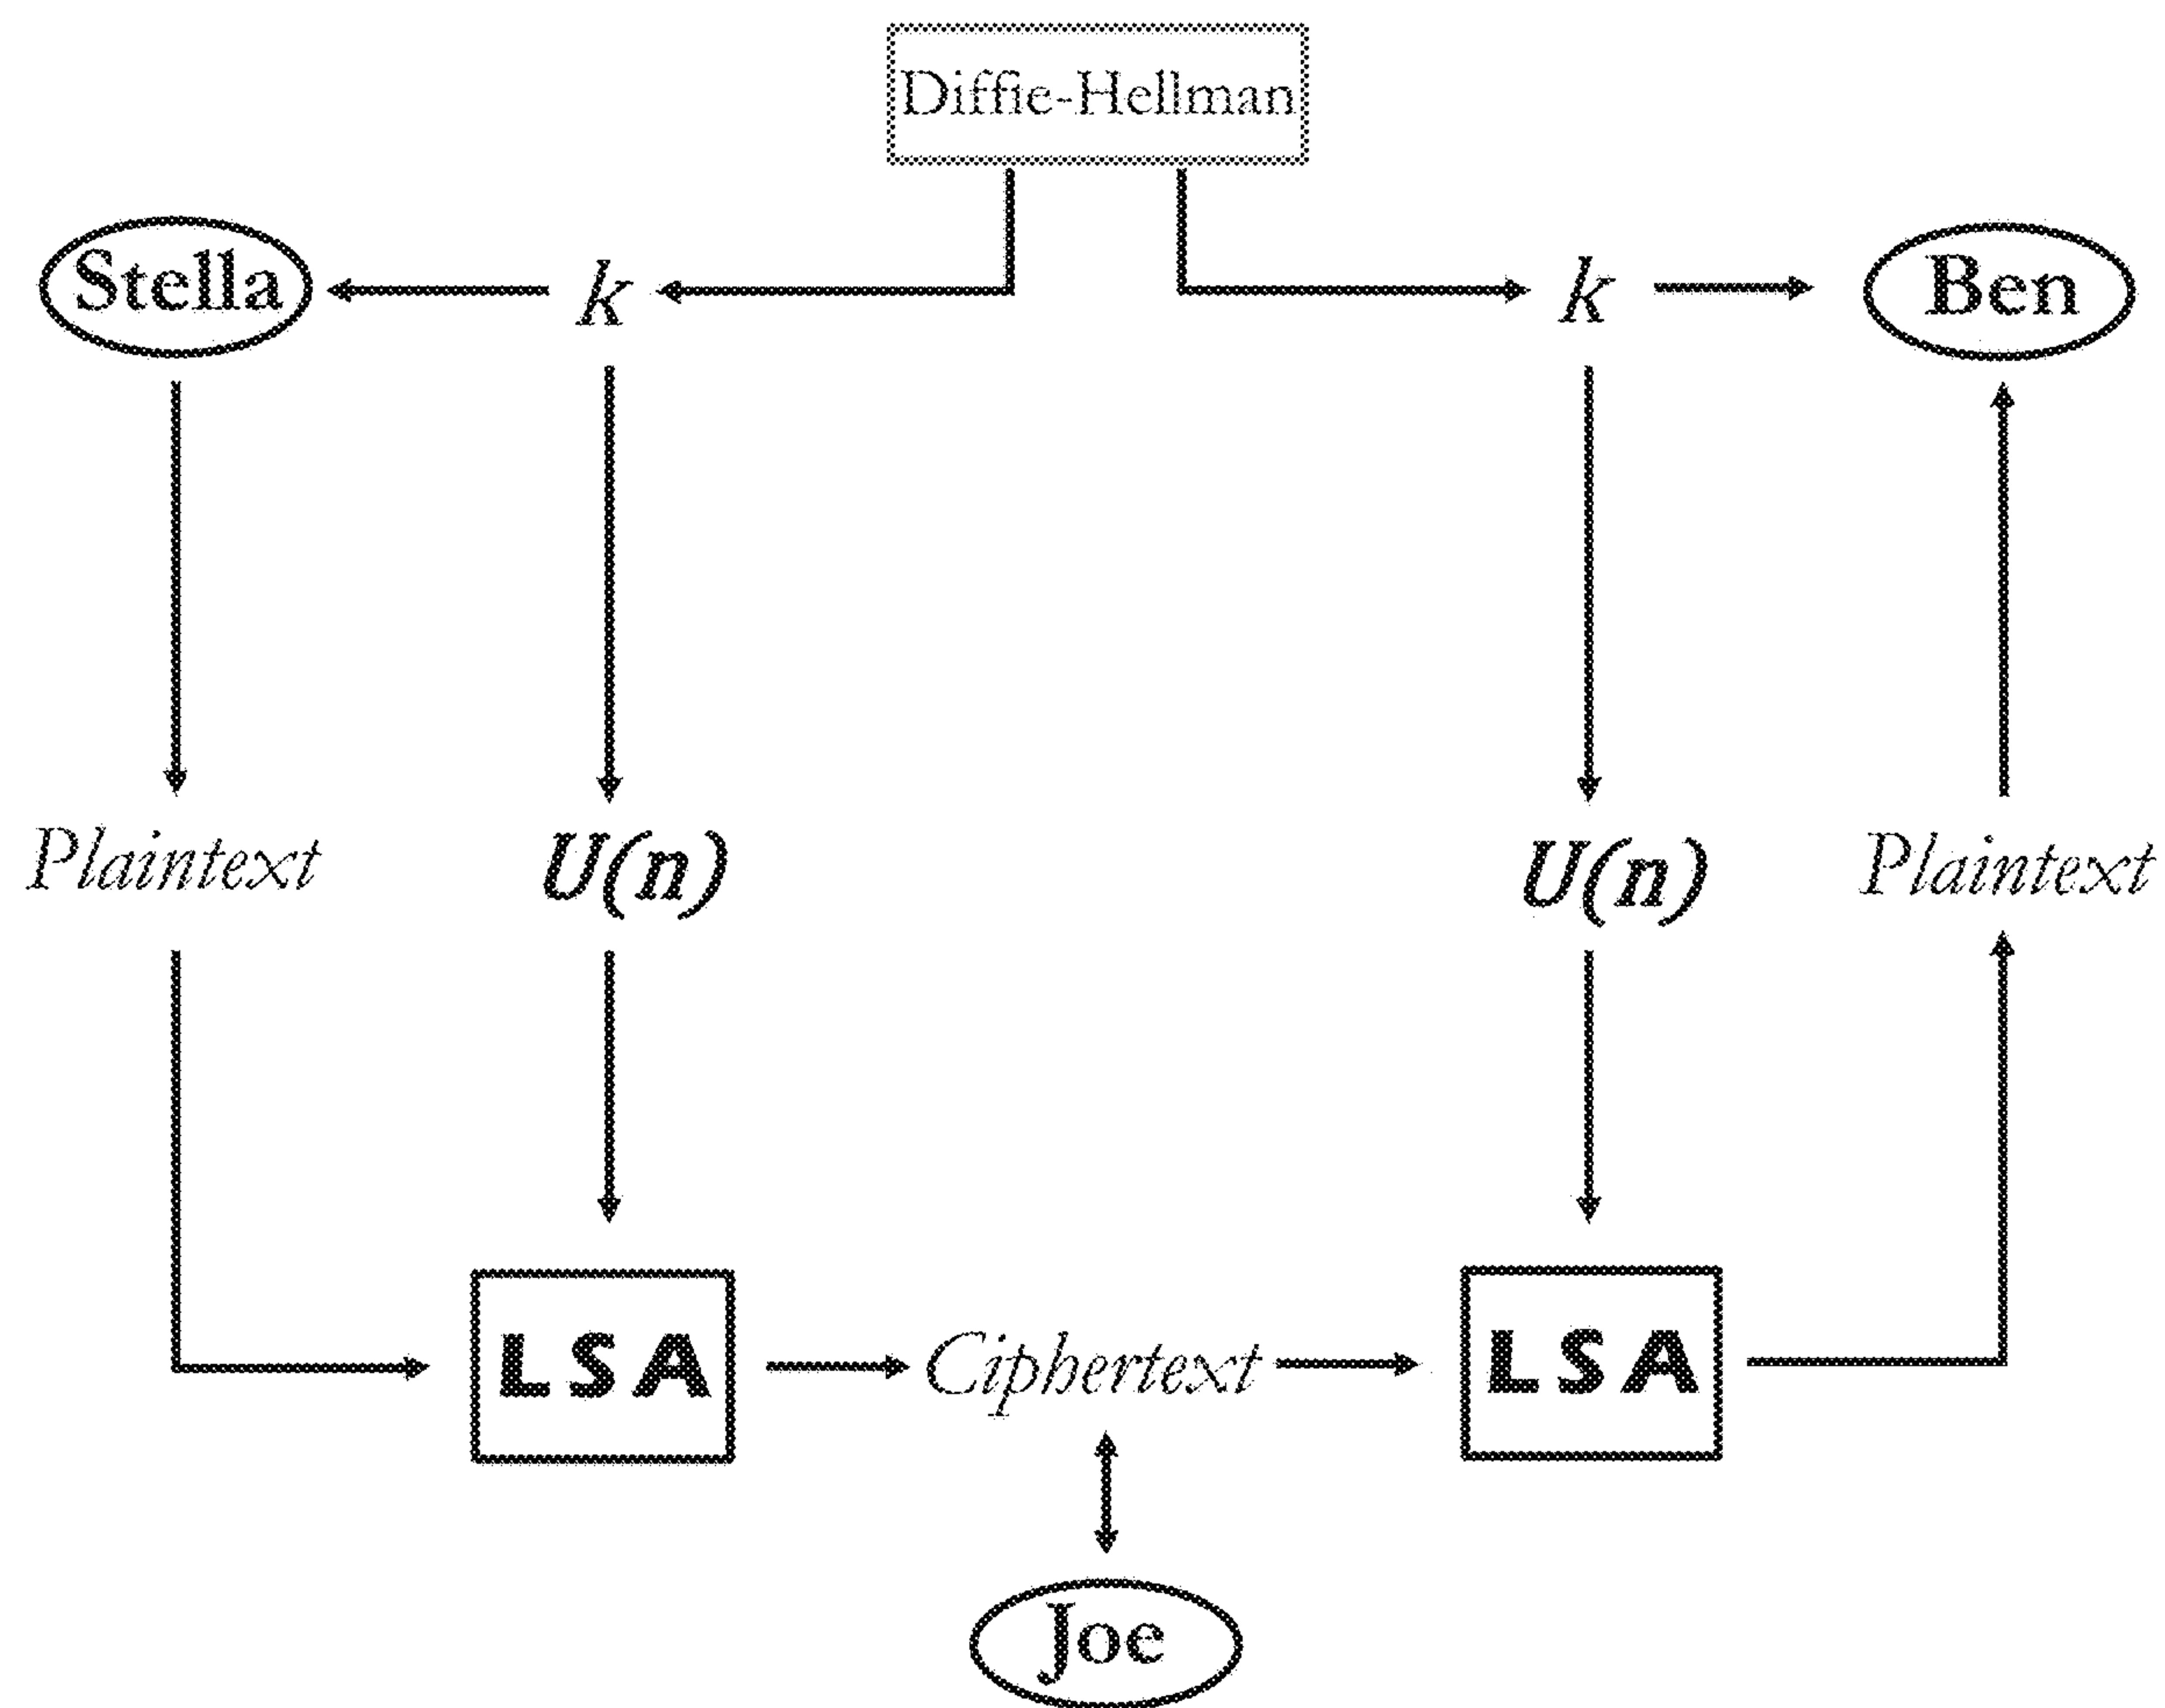 Diffie-Hellman
Stella
k
k
Ben
Plaintext
U(n)
U(n)
Plaintext
LSA
Ciphertext
LSA
Joe